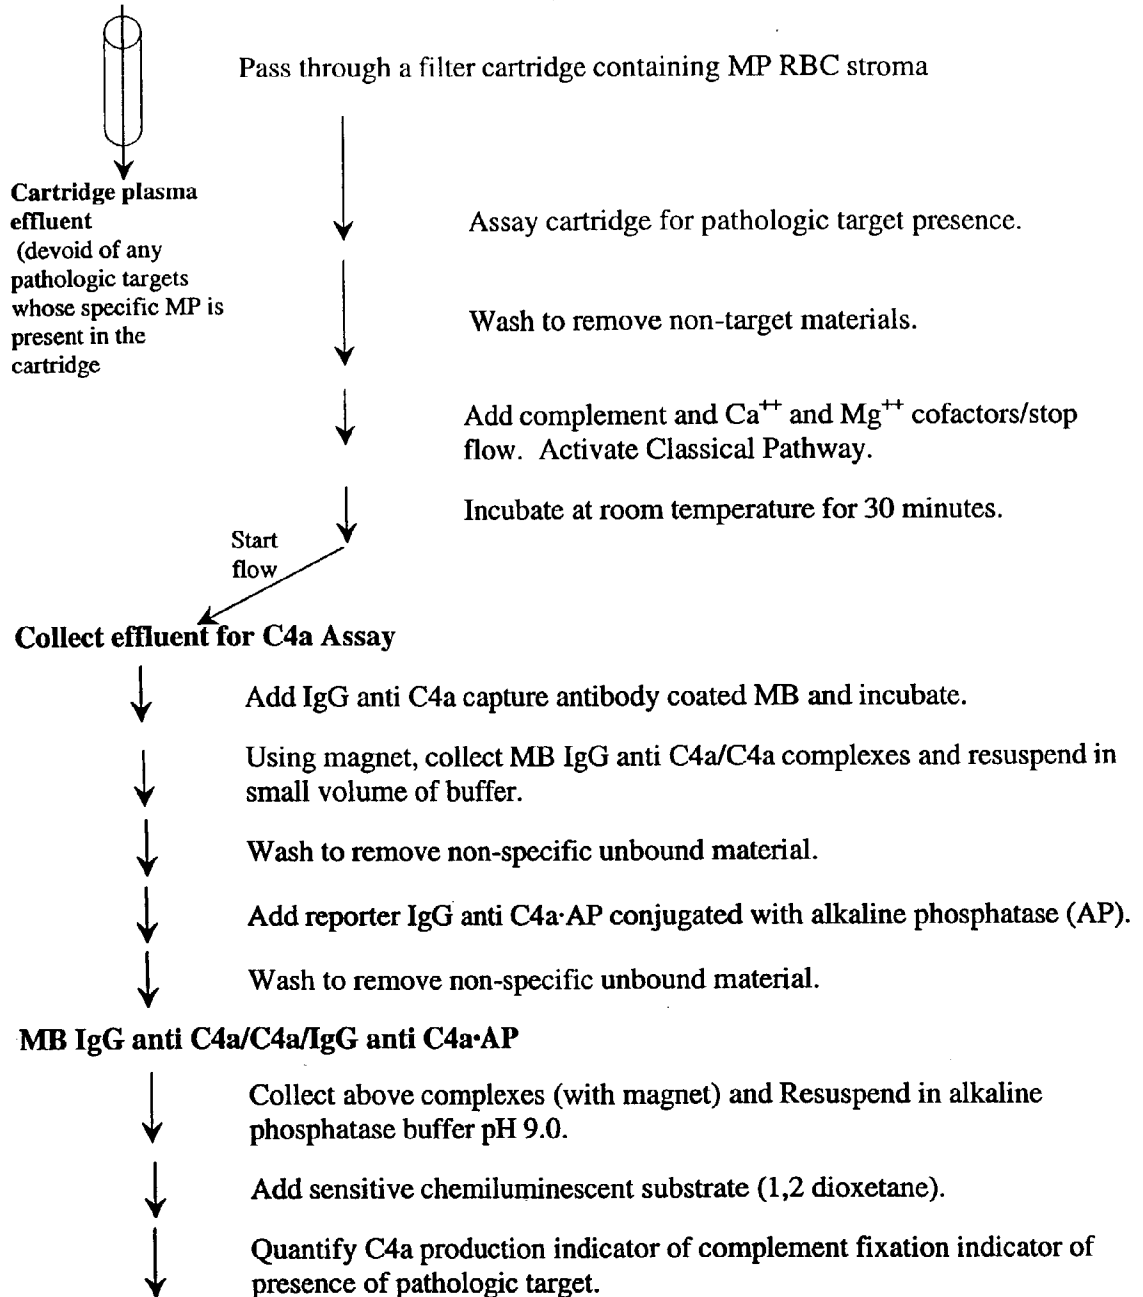 Pass through a filter cartridge containing MP RBC stroma
Cartridge plasma
effluent
(devoid of any
pathologic targets
whose specific MP is
present in the
cartridge
Assay cartridge for pathologic target presence.
Wash to remove non-target materials.
Add complement and Ca⁺⁺ and Mg⁺⁺ cofactors/stop
flow. Activate Classical Pathway.
Incubate at room temperature for 30 minutes.
Start
flow
Collect effluent for C4a Assay
Add IgG anti C4a capture antibody coated MB and incubate.
Using magnet, collect MB IgG anti C4a/C4a complexes and resuspend in
small volume of buffer.
Wash to remove non-specific unbound material.
Add reporter IgG anti C4a·AP conjugated with alkaline phosphatase (AP).
Wash to remove non-specific unbound material.
MB IgG anti C4a/C4a/IgG anti C4a·AP
Collect above complexes (with magnet) and Resuspend in alkaline
phosphatase buffer pH 9.0.
Add sensitive chemiluminescent substrate (1,2 dioxetane).
Quantify C4a production indicator of complement fixation indicator of
presence of pathologic target.